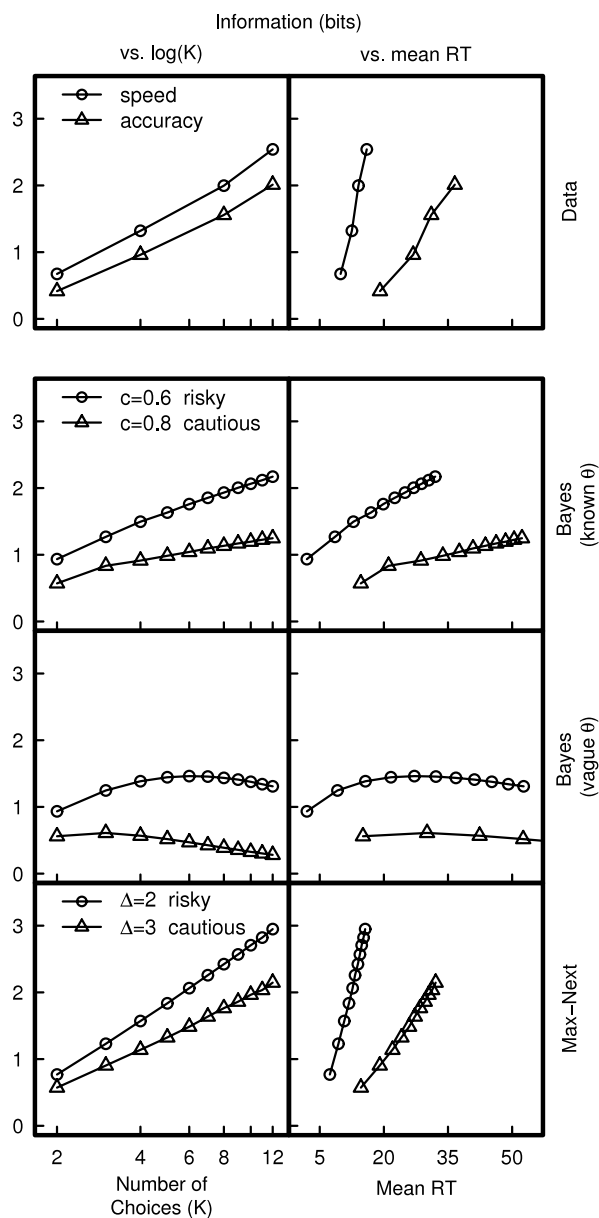 Information (bits)
vs. log(K)
vs. mean RT
speed
accuracy
3
2
1
0
Data
c=0.6 risky
c=0.8 cautious
3
2
1
0
Bayes
(known θ)
3
2
1
0
Bayes
(vague θ)
Δ=2 risky
Δ=3 cautious
3
2
1
0
Max−Next
2 4 6 8 12
5 20 35 50
Number of
Choices (K)
Mean RT